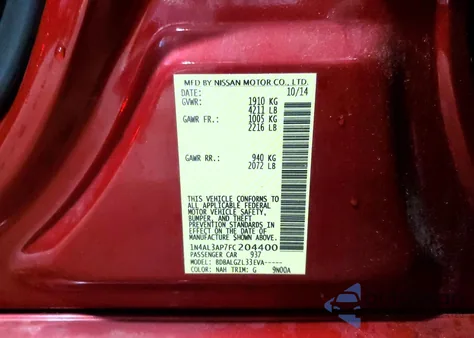 MFD BY NISSAN MOTOR CO., LTD.
DATE: 10/14
GVWR: 1910 KG
4211 LB
GAWR FR.: 1005 KG
2216 LB
GAWR RR.: 940 KG
2072 LB
THIS VEHICLE CONFORMS TO
ALL APPLICABLE FEDERAL
MOTOR VEHICLE SAFETY,
BUMPER, AND THEFT
PREVENTION STANDARDS IN
EFFECT ON THE DATE OF
MANUFACTURE SHOWN ABOVE.
1N4AL3AP7FC204400
PASSENGER CAR 937
MODEL: BDBALGZL33EVA-----
COLOR: NAH TRIM: G 9N00A